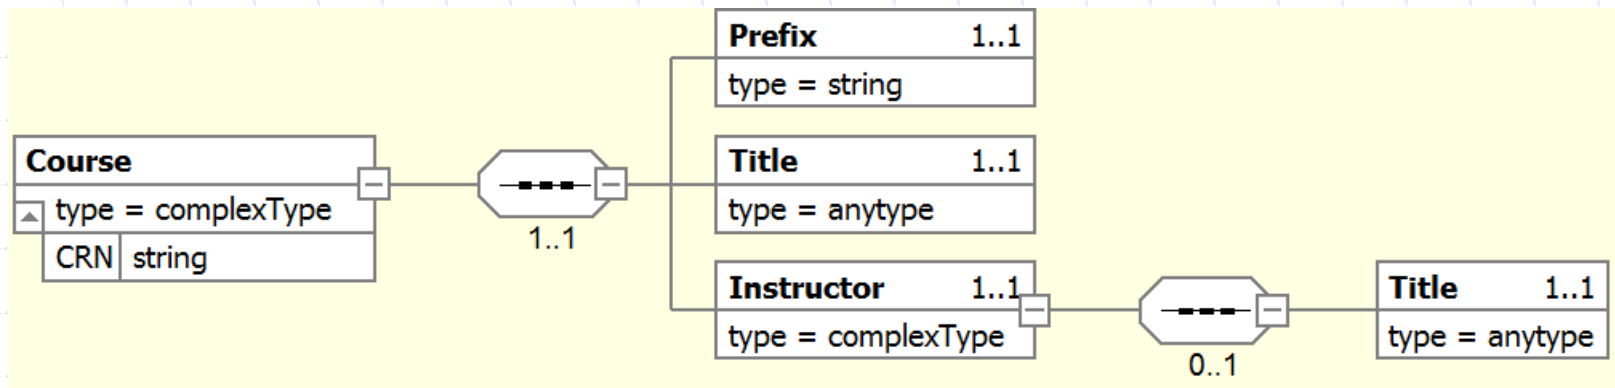 Course
type = complexType
CRN string
1..1
Prefix 1..1
type = string
Title 1..1
type = anytype
Instructor 1..1
type = complexType
0..1
Title 1..1
type = anytype